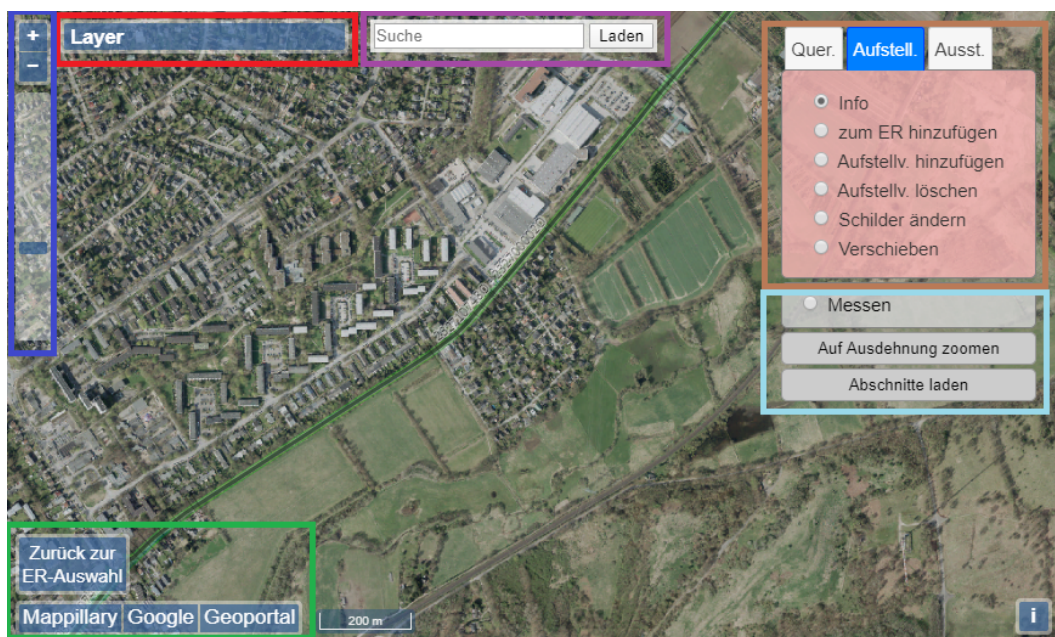 +
−
Layer
Suche Laden
Quer. Aufstell. Ausst.
Info
zum ER hinzufügen
Aufstellv. hinzufügen
Aufstellv. löschen
Schilder ändern
Verschieben
Messen
Auf Ausdehnung zoomen
Abschnitte laden
Zurück zur
ER-Auswahl
Mappillary Google Geoportal
200 m
i